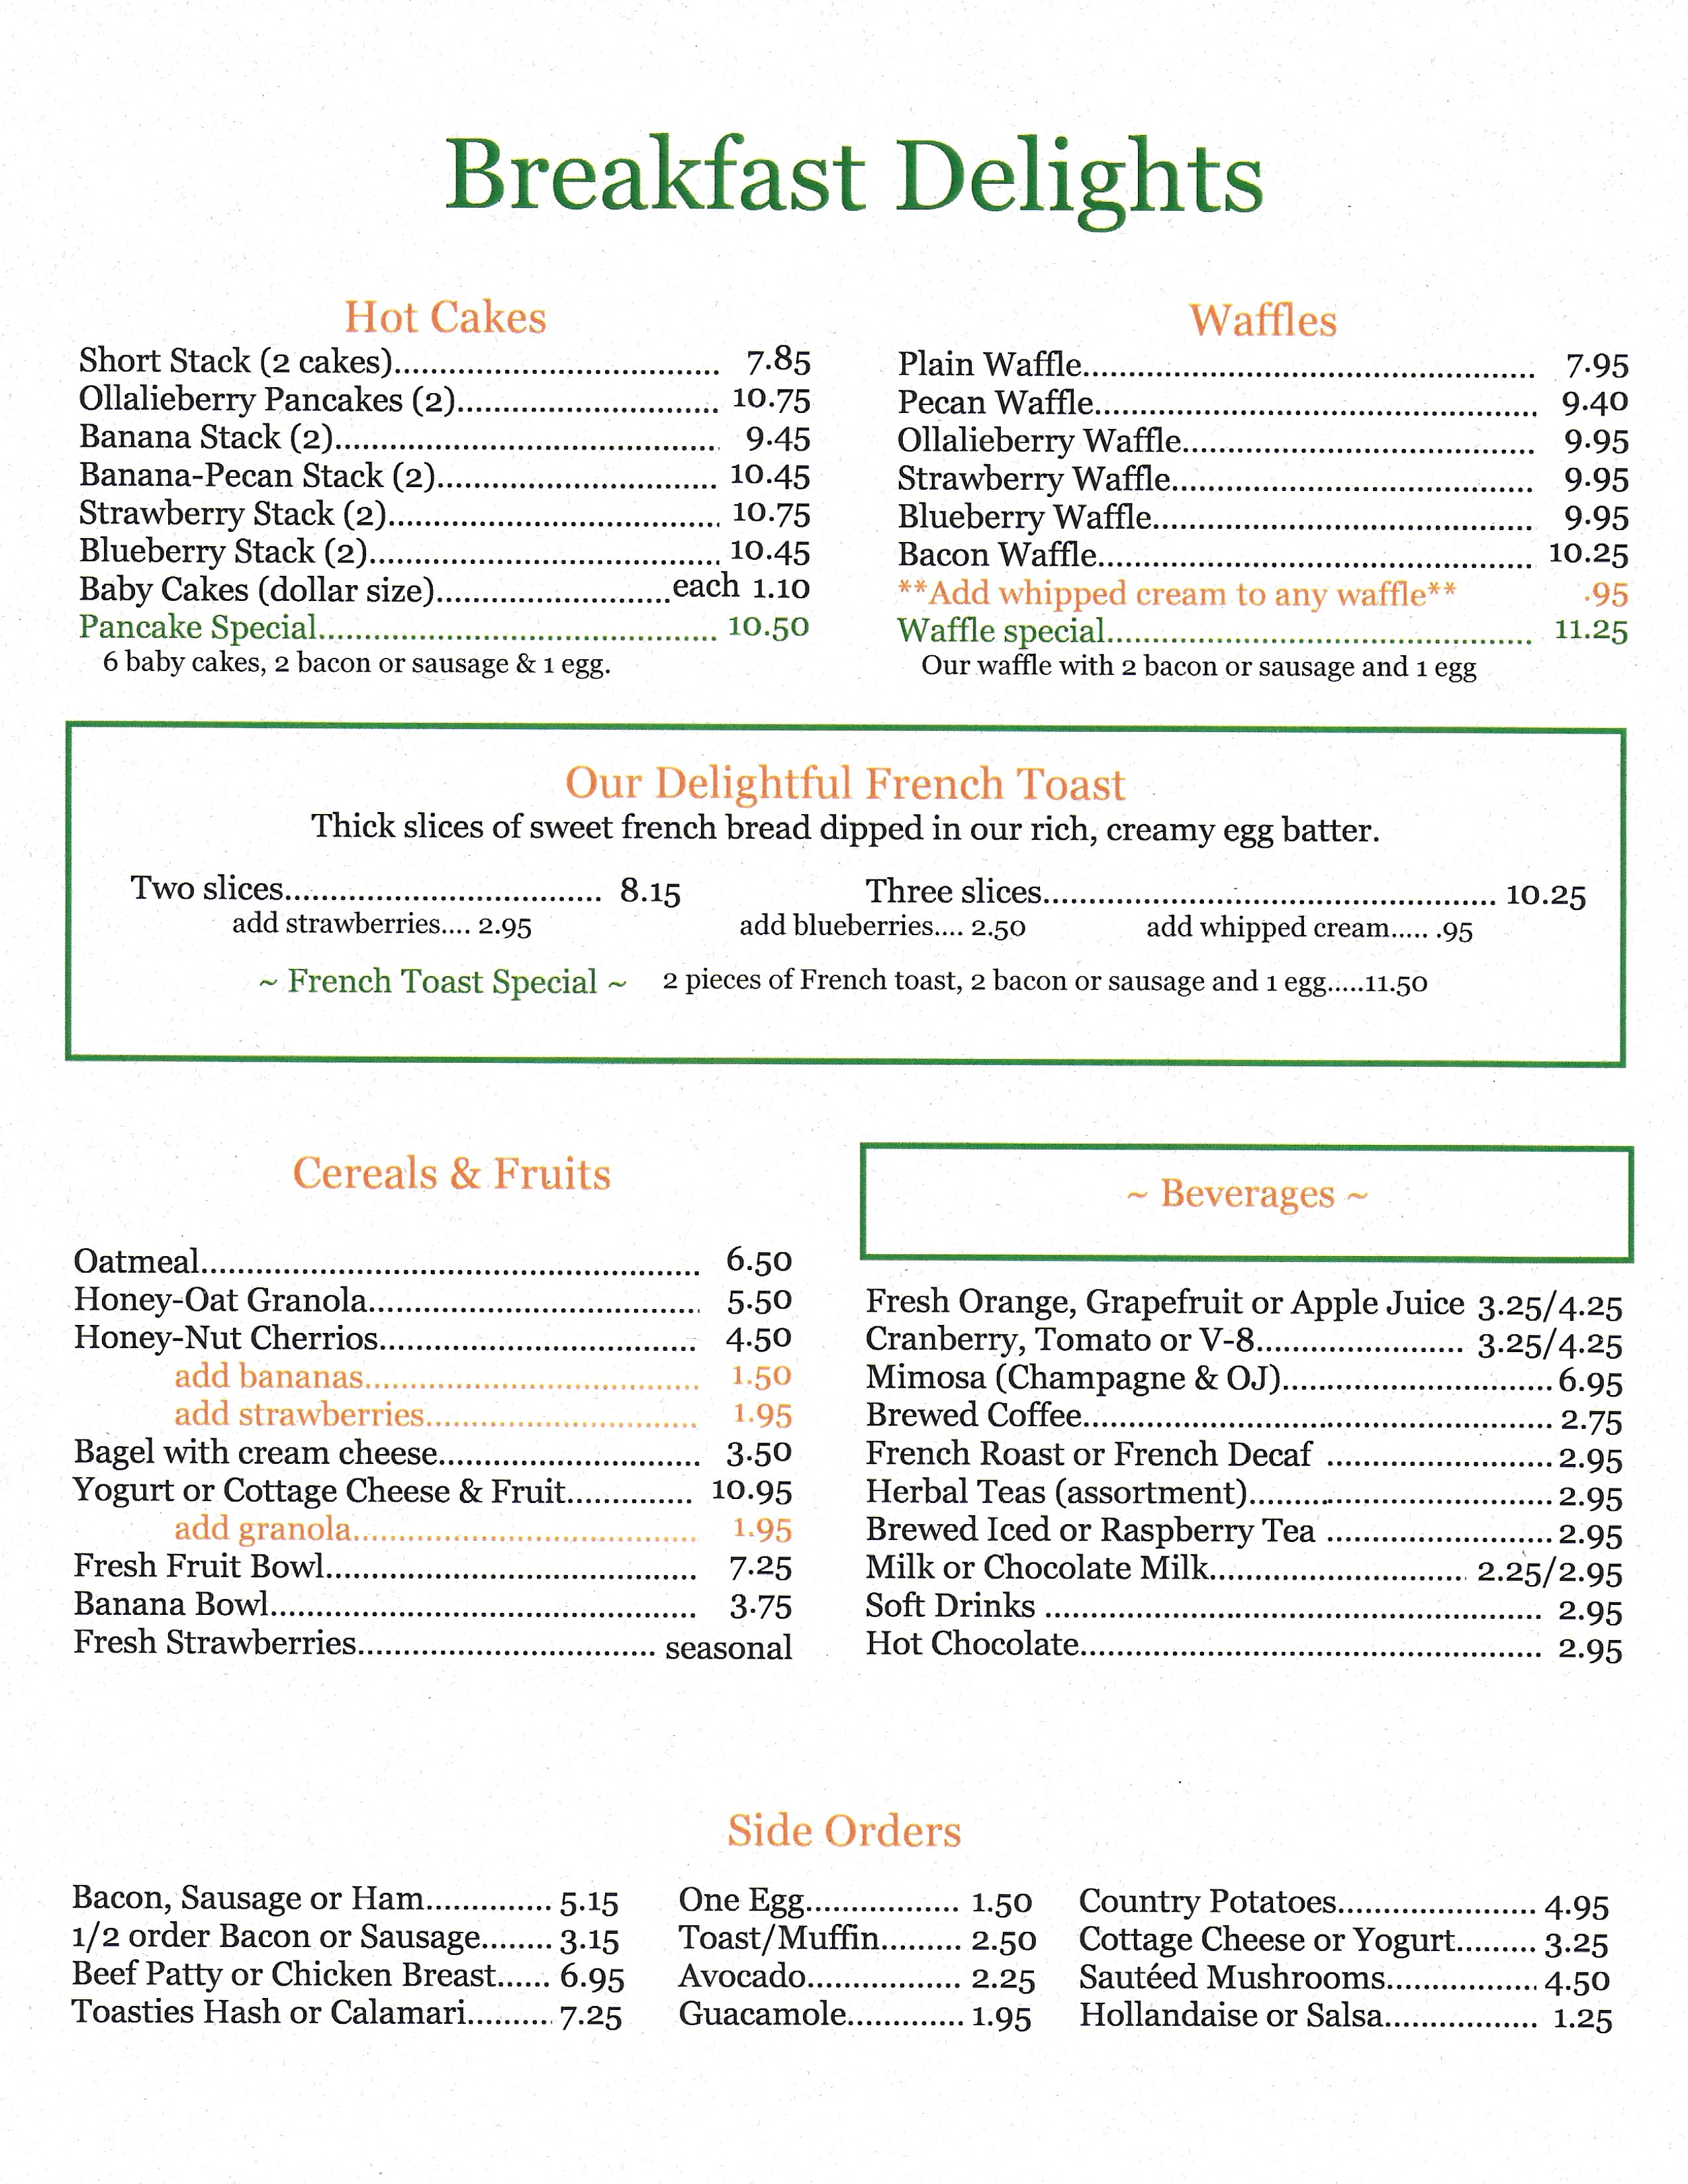 Breakfast Delights
Hot Cakes
Short Stack (2 cakes)....................................... 7.85
Ollalieberry Pancakes (2)............................... 10.75
Banana Stack (2).............................................. 9.45
Banana-Pecan Stack (2)................................. 10.45
Strawberry Stack (2)....................................... 10.75
Blueberry Stack (2).......................................... 10.45
Baby Cakes (dollar size)............................each 1.10
Pancake Special................................................ 10.50
6 baby cakes, 2 bacon or sausage & 1 egg.
Waffles
Plain Waffle...................................................... 7.95
Pecan Waffle..................................................... 9.40
Ollalieberry Waffle.......................................... 9.95
Strawberry Waffle........................................... 9.95
Blueberry Waffle.............................................. 9.95
Bacon Waffle.................................................... 10.25
**Add whipped cream to any waffle** .95
Waffle special................................................... 11.25
Our waffle with 2 bacon or sausage and 1 egg
Our Delightful French Toast
Thick slices of sweet french bread dipped in our rich, creamy egg batter.
Two slices...................................... 8.15 Three slices...................................................... 10.25
add strawberries.... 2.95 add blueberries.... 2.50 add whipped cream..... .95
~ French Toast Special ~ 2 pieces of French toast, 2 bacon or sausage and 1 egg.....11.50
Cereals & Fruits
Oatmeal............................................................ 6.50
Honey-Oat Granola........................................ 5.50
Honey-Nut Cherrios...................................... 4.50
add bananas........................................ 1.50
add strawberries................................ 1.95
Bagel with cream cheese............................... 3.50
Yogurt or Cottage Cheese & Fruit.............. 10.95
add granola......................................... 1.95
Fresh Fruit Bowl............................................ 7.25
Banana Bowl................................................... 3.75
Fresh Strawberries.................................... seasonal
~ Beverages ~
Fresh Orange, Grapefruit or Apple Juice 3.25/4.25
Cranberry, Tomato or V-8......................... 3.25/4.25
Mimosa (Champagne & OJ)................................ 6.95
Brewed Coffee........................................................ 2.75
French Roast or French Decaf ........................... 2.95
Herbal Teas (assortment).................................... 2.95
Brewed Iced or Raspberry Tea ........................... 2.95
Milk or Chocolate Milk............................... 2.25/2.95
Soft Drinks ........................................................... 2.95
Hot Chocolate....................................................... 2.95
Side Orders
Bacon, Sausage or Ham.............. 5.15
1/2 order Bacon or Sausage........ 3.15
Beef Patty or Chicken Breast...... 6.95
Toasties Hash or Calamari.......... 7.25
One Egg.................. 1.50
Toast/Muffin......... 2.50
Avocado.................. 2.25
Guacamole............. 1.95
Country Potatoes....................... 4.95
Cottage Cheese or Yogurt......... 3.25
Sautéed Mushrooms.................. 4.50
Hollandaise or Salsa.................. 1.25